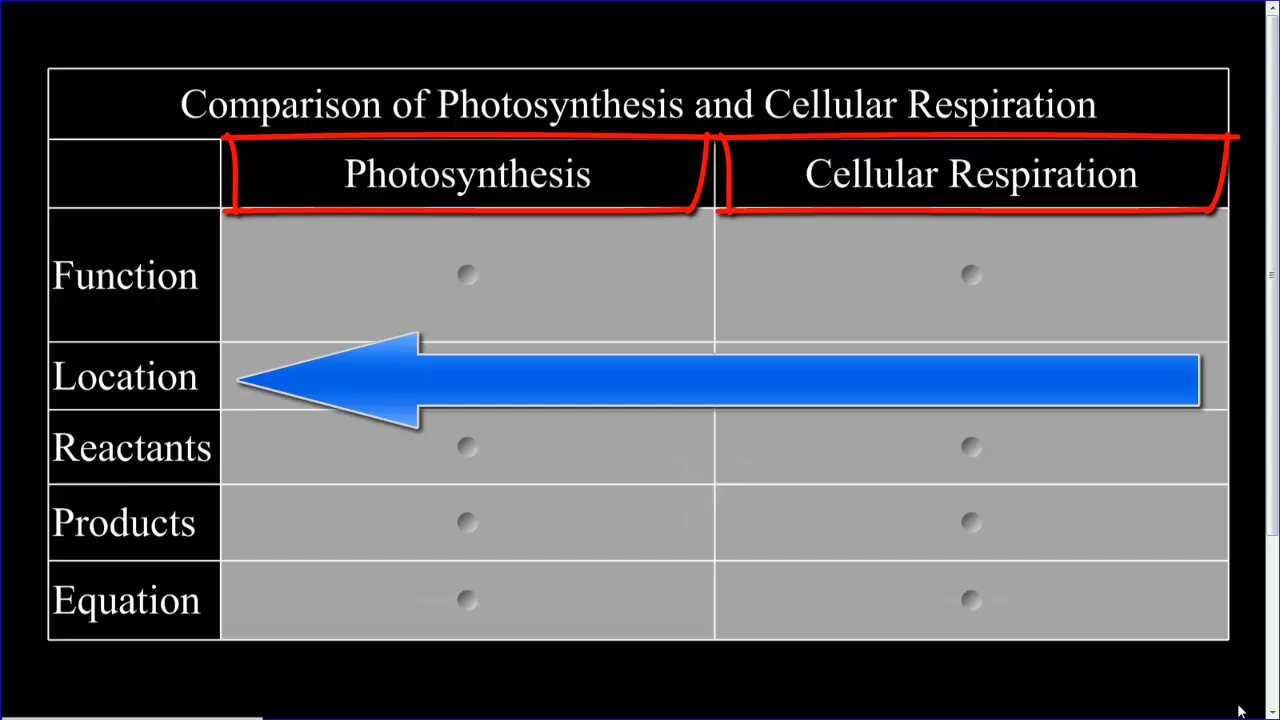 Comparison of Photosynthesis and Cellular Respiration
Photosynthesis
Cellular Respiration
Function
Location
Reactants
Products
Equation